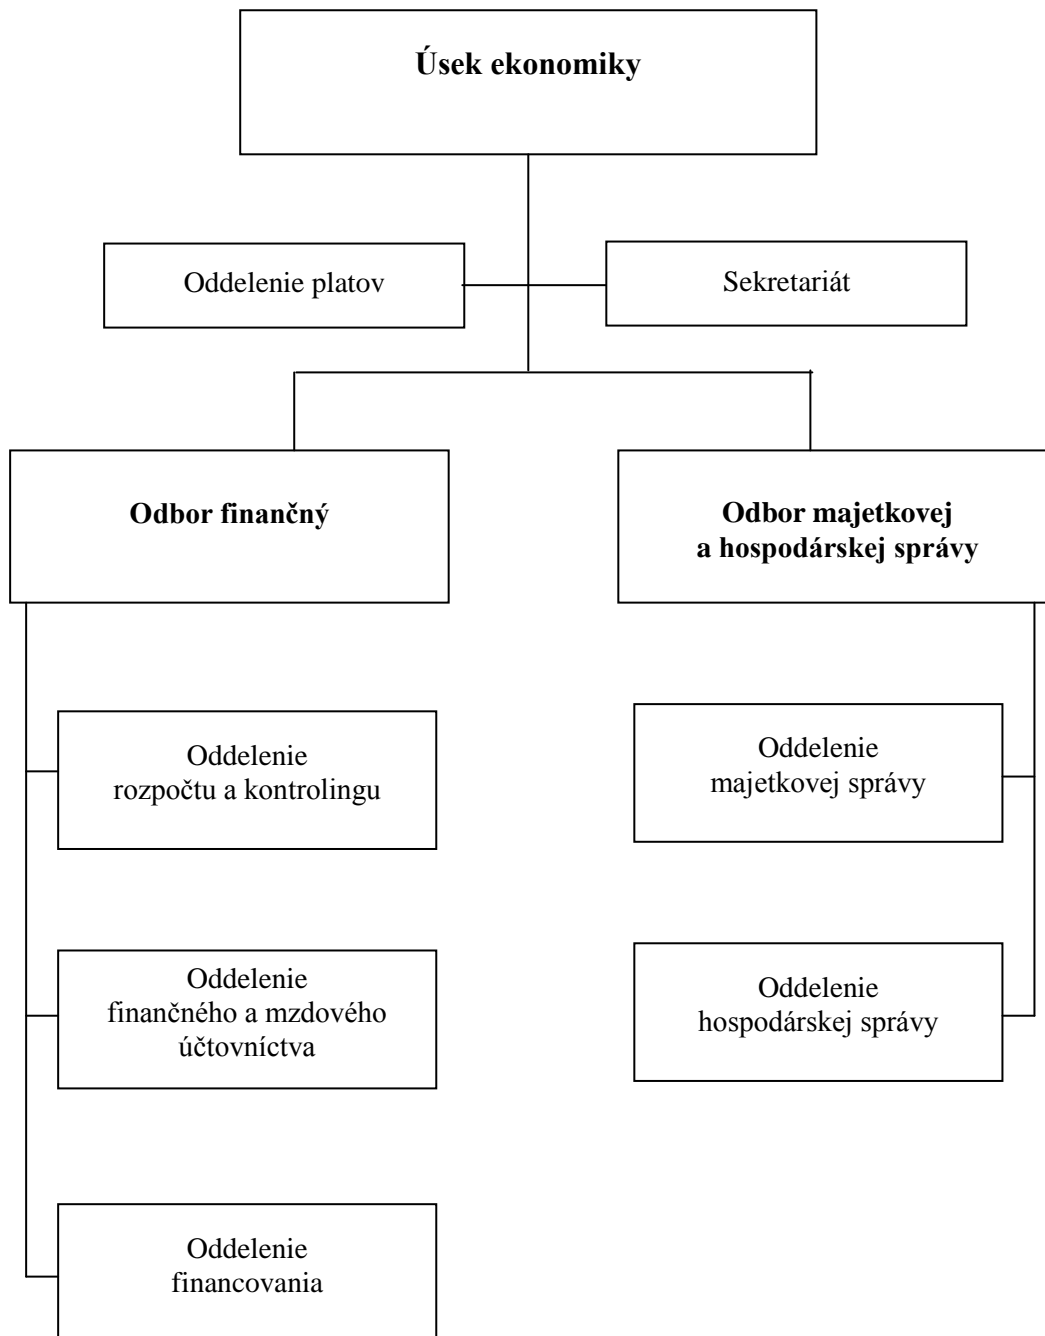 Úsek ekonomiky
Oddelenie platov
Sekretariát
Odbor finančný
Odbor majetkovej
a hospodárskej správy
Oddelenie
rozpočtu a kontrolingu
Oddelenie
majetkovej správy
Oddelenie
finančného a mzdového
účtovníctva
Oddelenie
hospodárskej správy
Oddelenie
financovania